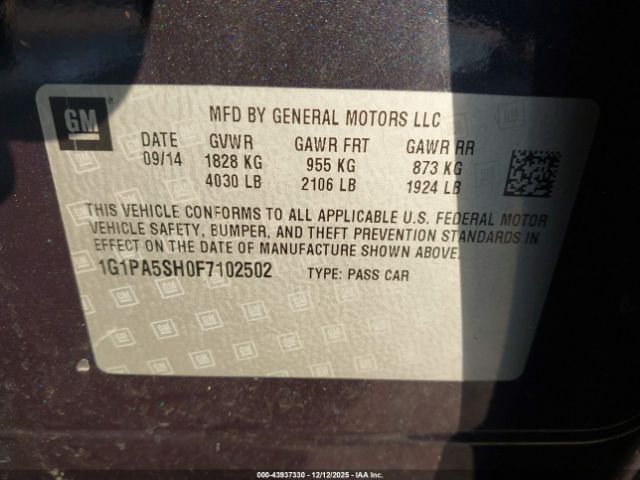 GM
MFD BY GENERAL MOTORS LLC
DATE GVWR GAWR FRT GAWR RR
09/14 1828 KG 955 KG 873 KG
4030 LB 2106 LB 1924 LB
THIS VEHICLE CONFORMS TO ALL APPLICABLE U.S. FEDERAL MOTOR
VEHICLE SAFETY, BUMPER, AND THEFT PREVENTION STANDARDS IN
EFFECT ON THE DATE OF MANUFACTURE SHOWN ABOVE.
1G1PA5SH0F7102502 TYPE: PASS CAR
000-43937330 - 12/12/2025 - IAA, Inc.